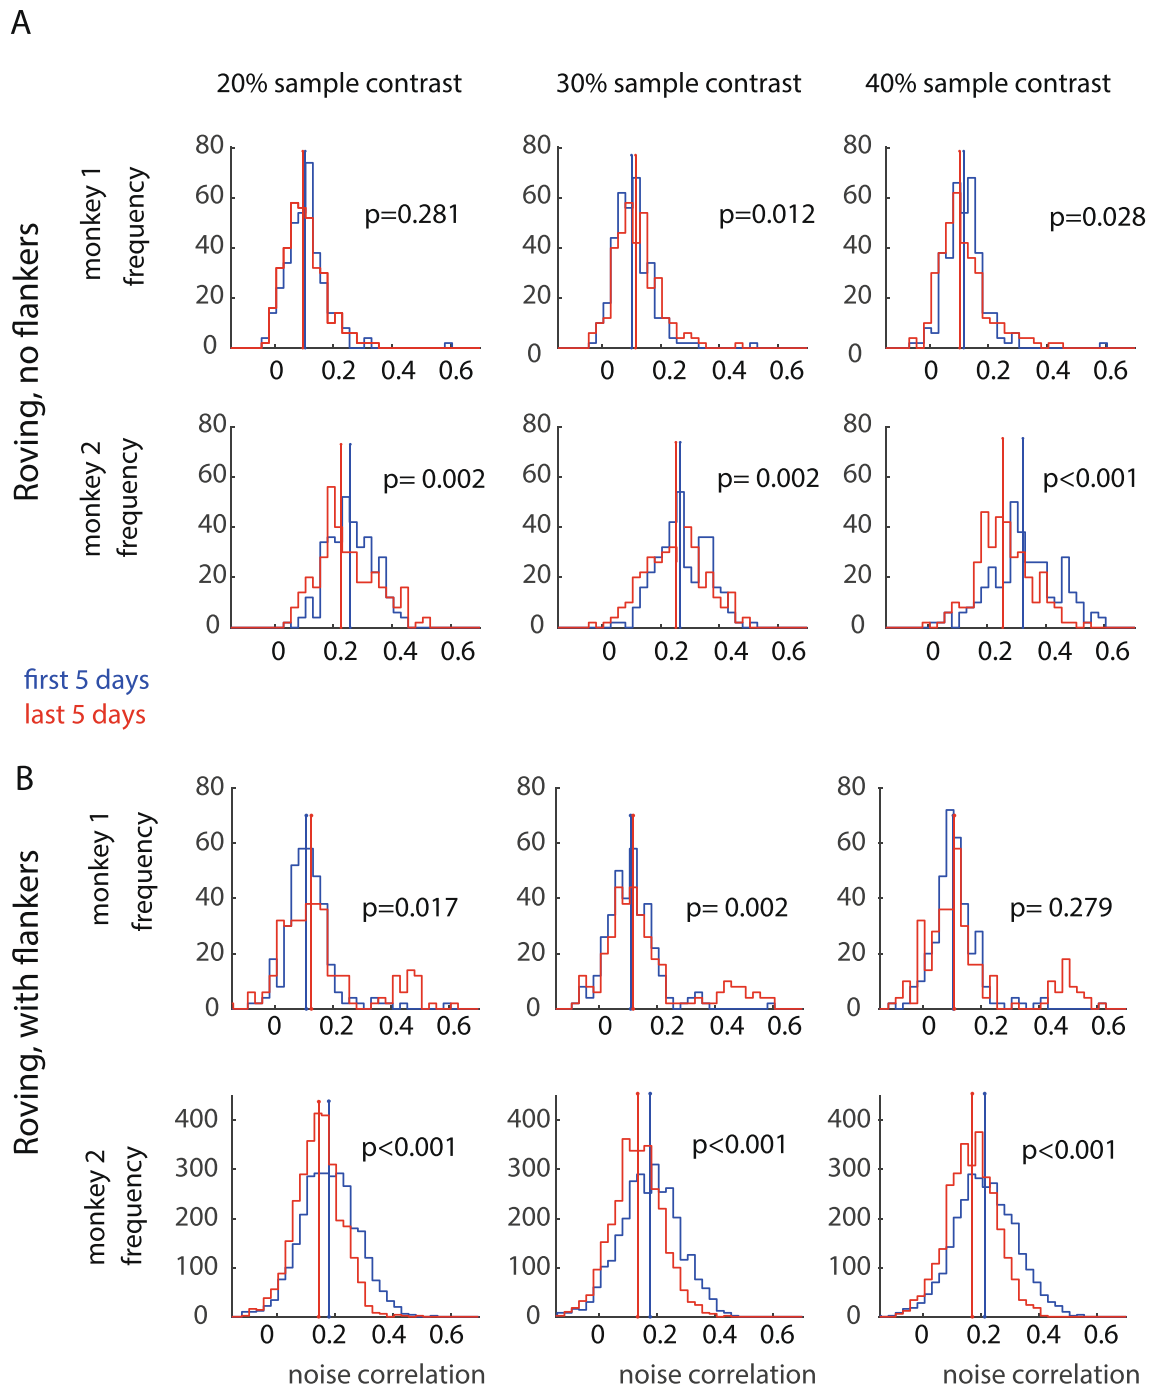 A
20% sample contrast
30% sample contrast
40% sample contrast
Roving, no flankers
monkey 1
frequency
80
60
40
20
0
p=0.281
0 0.2 0.4 0.6
80
60
40
20
0
p=0.012
0 0.2 0.4 0.6
80
60
40
20
0
p=0.028
0 0.2 0.4 0.6
monkey 2
frequency
80
60
40
20
0
p= 0.002
0 0.2 0.4 0.6
80
60
40
20
0
p= 0.002
0 0.2 0.4 0.6
80
60
40
20
0
p<0.001
0 0.2 0.4 0.6
first 5 days
last 5 days
B
Roving, with flankers
monkey 1
frequency
80
60
40
20
0
p=0.017
0 0.2 0.4 0.6
80
60
40
20
0
p= 0.002
0 0.2 0.4 0.6
80
60
40
20
0
p= 0.279
0 0.2 0.4 0.6
monkey 2
frequency
400
300
200
100
0
p<0.001
0 0.2 0.4 0.6
noise correlation
400
300
200
100
0
p<0.001
0 0.2 0.4 0.6
noise correlation
400
300
200
100
0
p<0.001
0 0.2 0.4 0.6
noise correlation